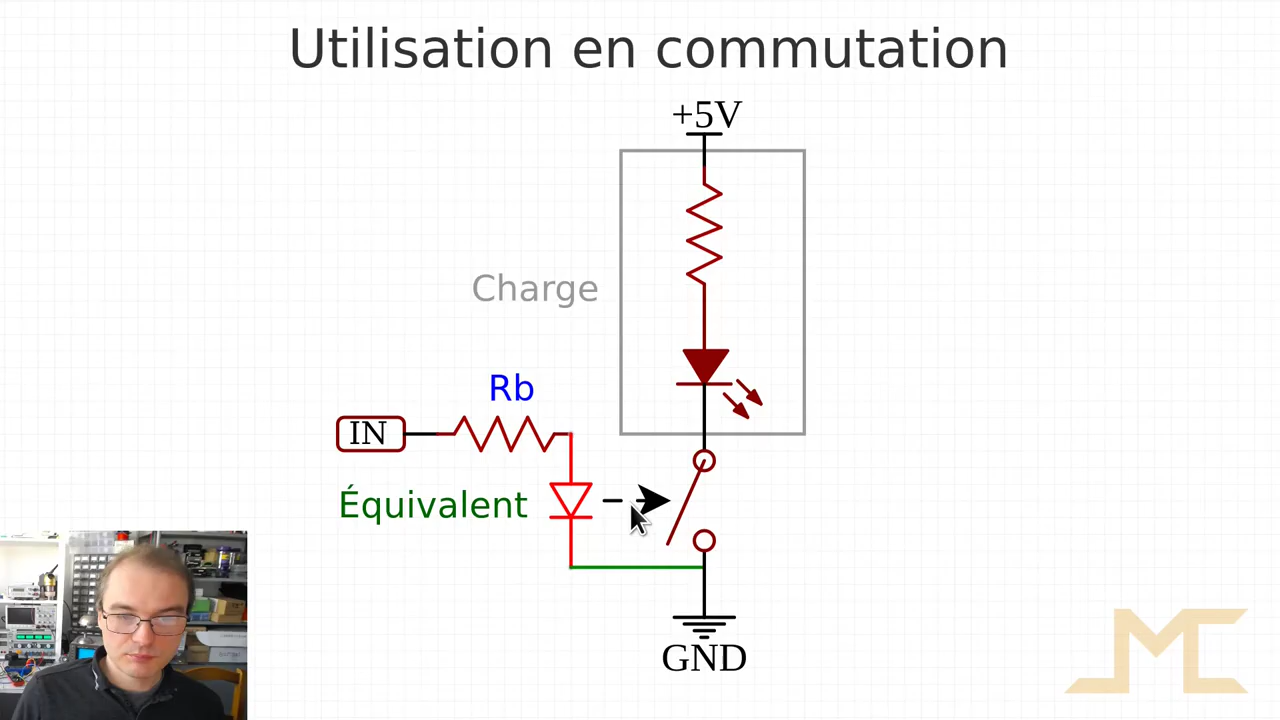 Utilisation en commutation
+5V
Charge
Rb
IN
Équivalent
GND